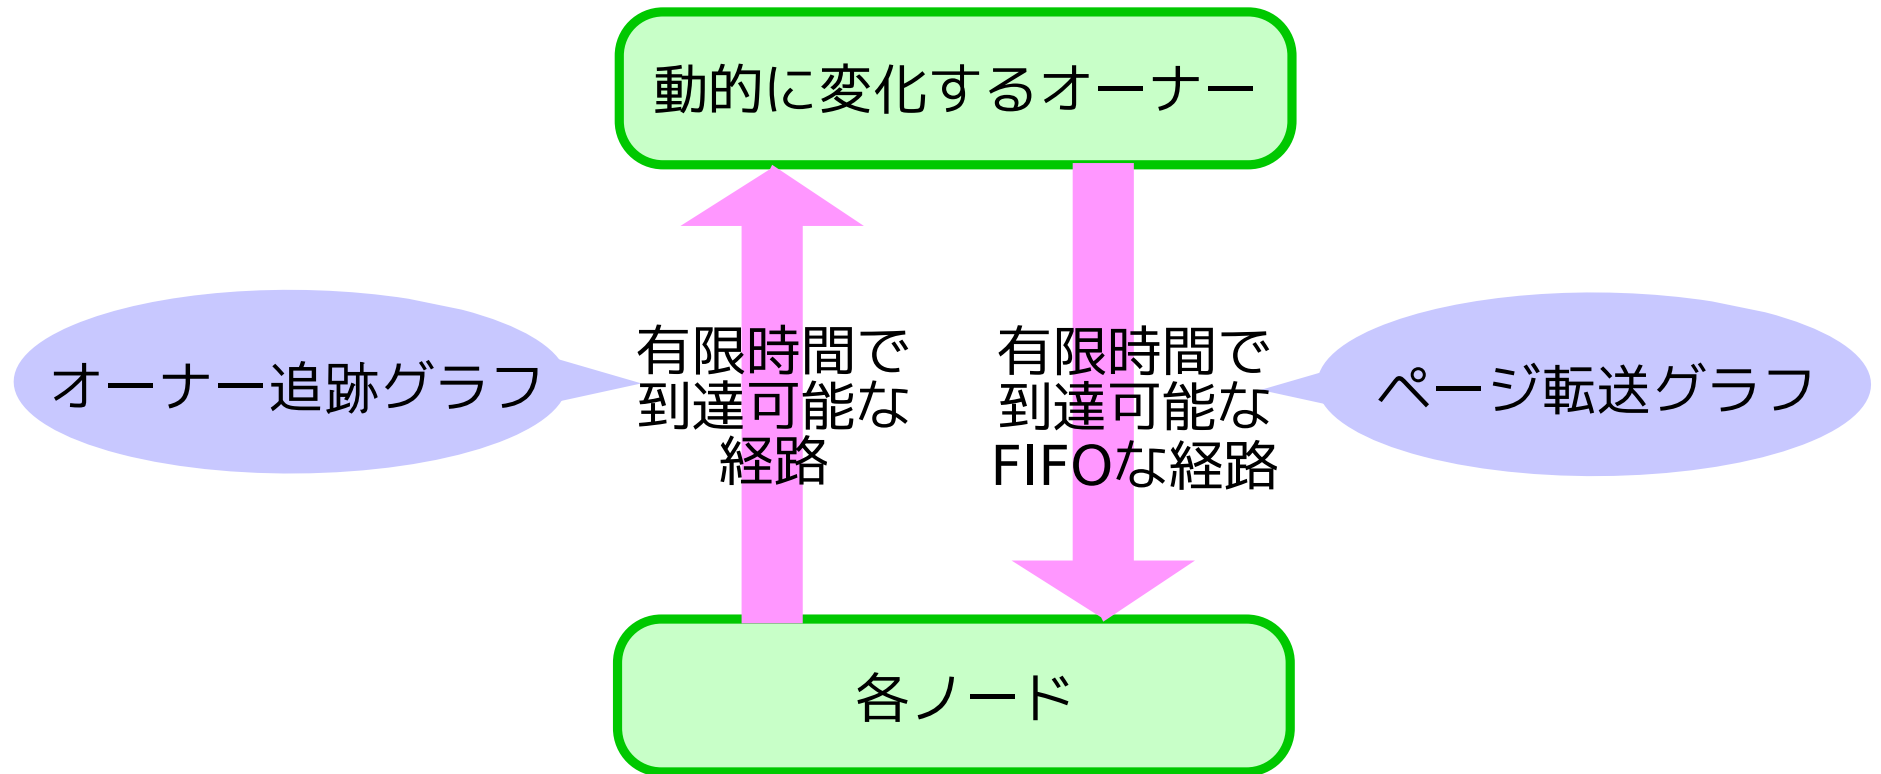 動的に変化するオーナー
オーナー追跡グラフ
有限時間で
到達可能な
経路
有限時間で
到達可能な
FIFOな経路
ページ転送グラフ
各ノード